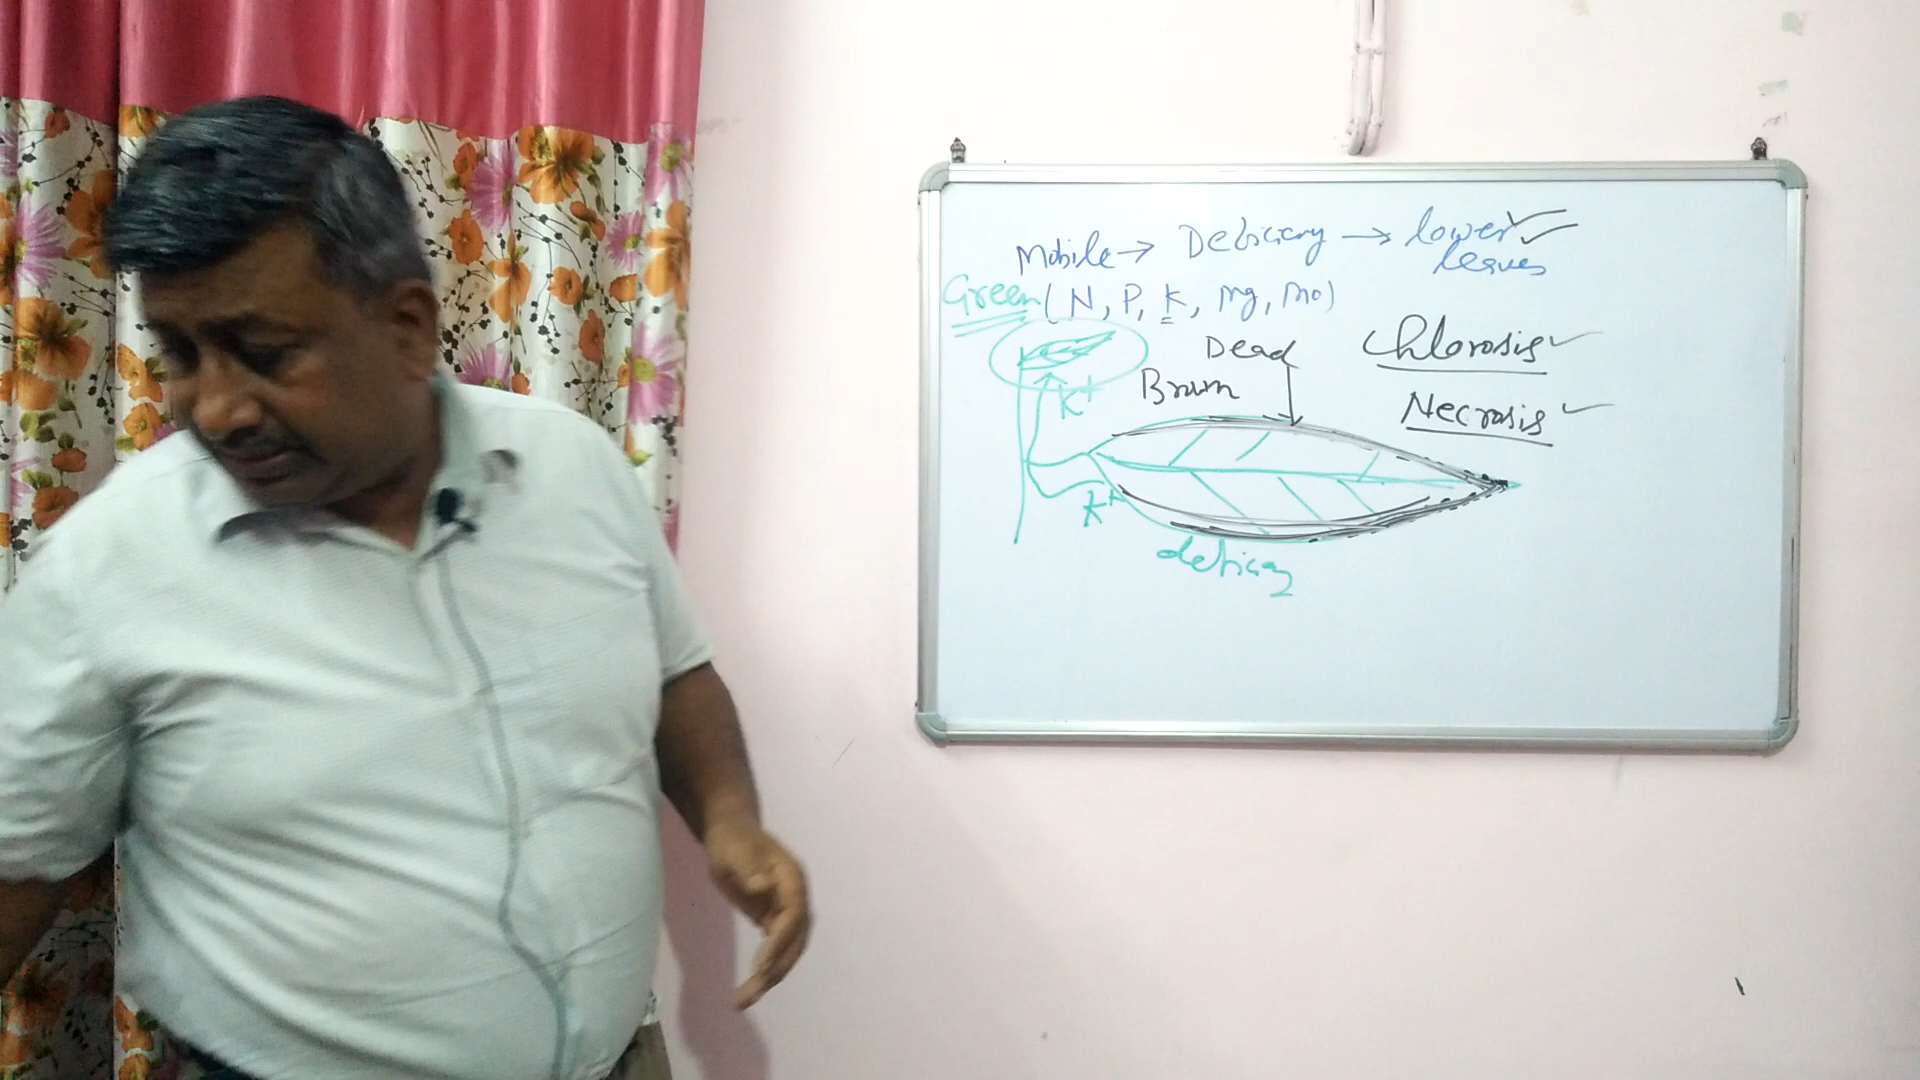 Mobile → Deficiency → lower
leaves
Green (N, P, K, Mg, Mo)
Dead
Chlorosis
K+
Brown
Necrosis
K+
deficiency